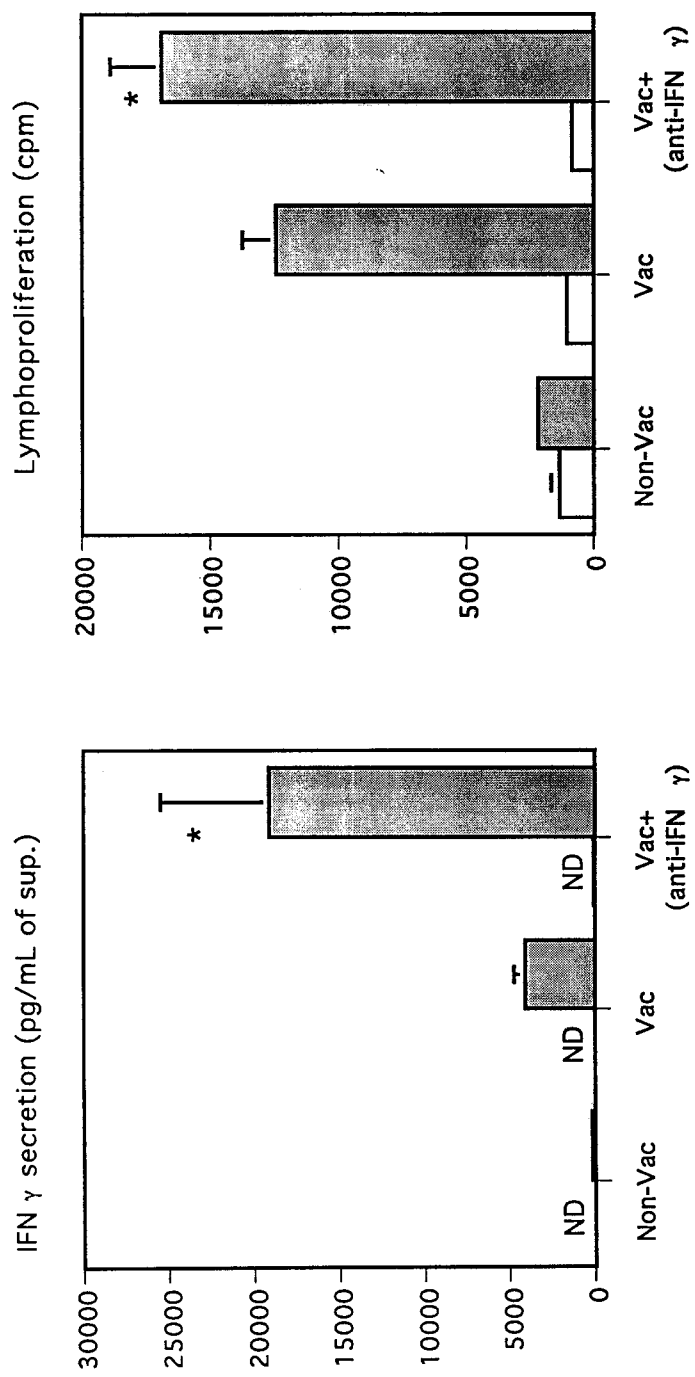 IFN γ secretion (pg/mL of sup.)
30000
25000
20000
15000
10000
5000
0
ND
ND
ND
*
Non-Vac
Vac
Vac+
(anti-IFN γ)
Lymphoproliferation (cpm)
20000
15000
10000
5000
0
*
Non-Vac
Vac
Vac+
(anti-IFN γ)